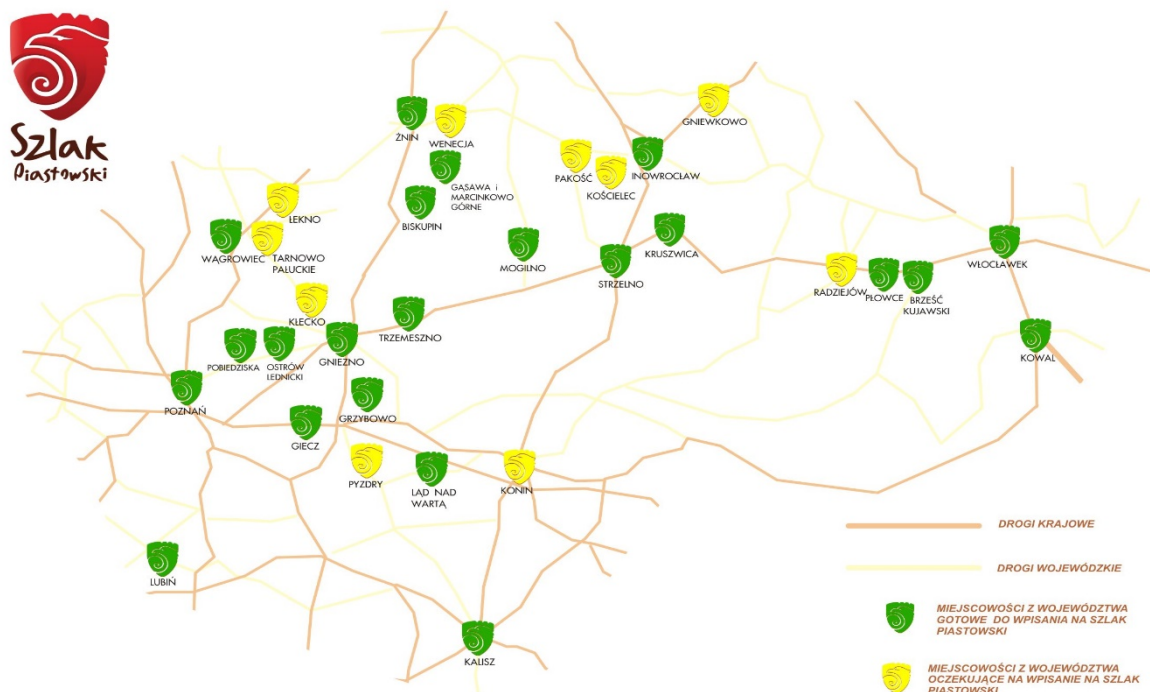 Szlak
Piastowski
ŻNIN
WENECJA
GNIEWKOWO
GĄSAWA i
MARCINKOWO
GÓRNE
PAKOŚĆ
KOŚCIELEC
INOWROCŁAW
BISKUPIN
ŁEKNO
WĄGROWIEC
TARNOWO
PAŁUCKIE
MOGILNO
STRZELNO
KRUSZWICA
RADZIEJÓW
PŁOWCE
BRZEŚĆ
KUJAWSKI
WŁOCŁAWEK
KŁECKO
TRZEMESZNO
KOWAL
POBIEDZISKA
OSTRÓW
LEDNICKI
GNIEZNO
POZNAŃ
GRZYBOWO
GIECZ
PYZDRY
LĄD NAD
WARTĄ
KONIN
LUBIŃ
KALISZ
DROGI KRAJOWE
DROGI WOJEWÓDZKIE
MIEJSCOWOŚCI Z WOJEWÓDZTWA
GOTOWE DO WPISANIA NA SZLAK
PIASTOWSKI
MIEJSCOWOŚCI Z WOJEWÓDZTWA
OCZEKUJĄCE NA WPISANIE NA SZLAK
PIASTOWSKI